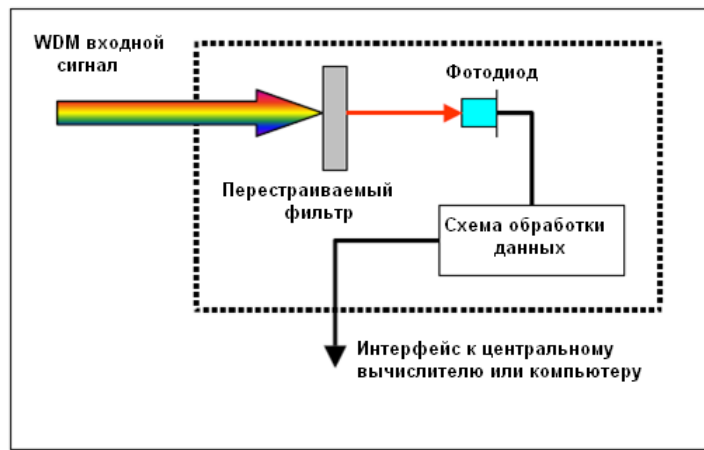 WDM входной
сигнал
Фотодиод
Перестраиваемый
фильтр
Схема обработки
данных
Интерфейс к центральному
вычислителю или компьютеру